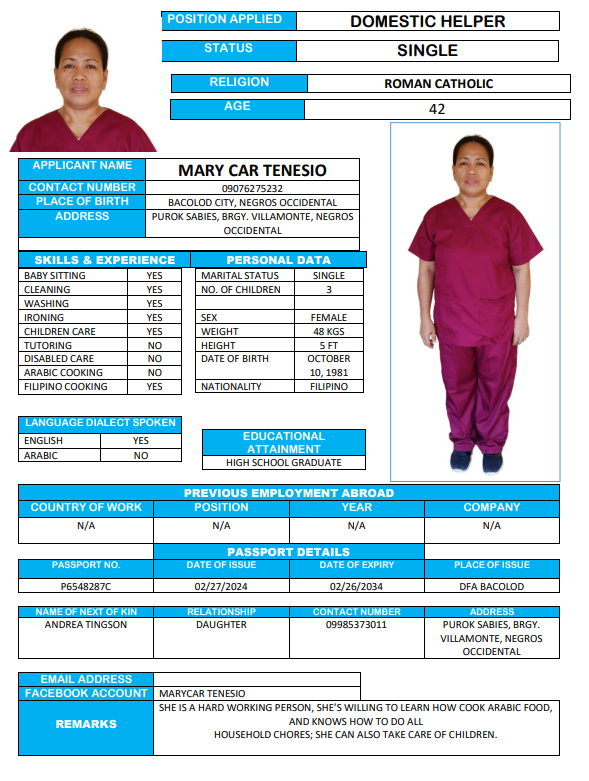 POSITION APPLIED DOMESTIC HELPER
STATUS SINGLE
RELIGION ROMAN CATHOLIC
AGE 42
APPLICANT NAME MARY CAR TENESIO
CONTACT NUMBER 09076275232
PLACE OF BIRTH BACOLOD CITY, NEGROS OCCIDENTAL
ADDRESS PUROK SABIES, BRGY. VILLAMONTE, NEGROS
OCCIDENTAL
SKILLS & EXPERIENCE
BABY SITTING YES
CLEANING YES
WASHING YES
IRONING YES
CHILDREN CARE YES
TUTORING NO
DISABLED CARE NO
ARABIC COOKING NO
FILIPINO COOKING YES
PERSONAL DATA
MARITAL STATUS SINGLE
NO. OF CHILDREN 3
SEX FEMALE
WEIGHT 48 KGS
HEIGHT 5 FT
DATE OF BIRTH OCTOBER
10, 1981
NATIONALITY FILIPINO
LANGUAGE DIALECT SPOKEN
ENGLISH YES
ARABIC NO
EDUCATIONAL
ATTAINMENT
HIGH SCHOOL GRADUATE
PREVIOUS EMPLOYMENT ABROAD
COUNTRY OF WORK POSITION YEAR COMPANY
N/A N/A N/A N/A
PASSPORT DETAILS
PASSPORT NO. DATE OF ISSUE DATE OF EXPIRY PLACE OF ISSUE
P6548287C 02/27/2024 02/26/2034 DFA BACOLOD
NAME OF NEXT OF KIN RELATIONSHIP CONTACT NUMBER ADDRESS
ANDREA TINGSON DAUGHTER 09985373011 PUROK SABIES, BRGY.
VILLAMONTE, NEGROS
OCCIDENTAL
EMAIL ADDRESS
FACEBOOK ACCOUNT MARYCAR TENESIO
REMARKS
SHE IS A HARD WORKING PERSON, SHE'S WILLING TO LEARN HOW COOK ARABIC FOOD,
AND KNOWS HOW TO DO ALL
HOUSEHOLD CHORES; SHE CAN ALSO TAKE CARE OF CHILDREN.